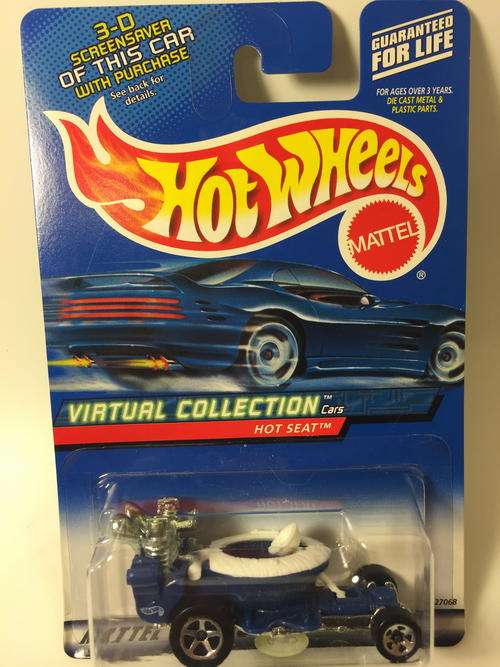 3-D
SCREENSAVER
OF THIS CAR
WITH PURCHASE
See back for
details.
GUARANTEED
FOR LIFE
FOR AGES OVER 3 YEARS.
DIE CAST METAL &
PLASTIC PARTS.
HOT WHEELS
MATTEL
®
VIRTUAL COLLECTION™ Cars
HOT SEAT™
27068
MATTEL